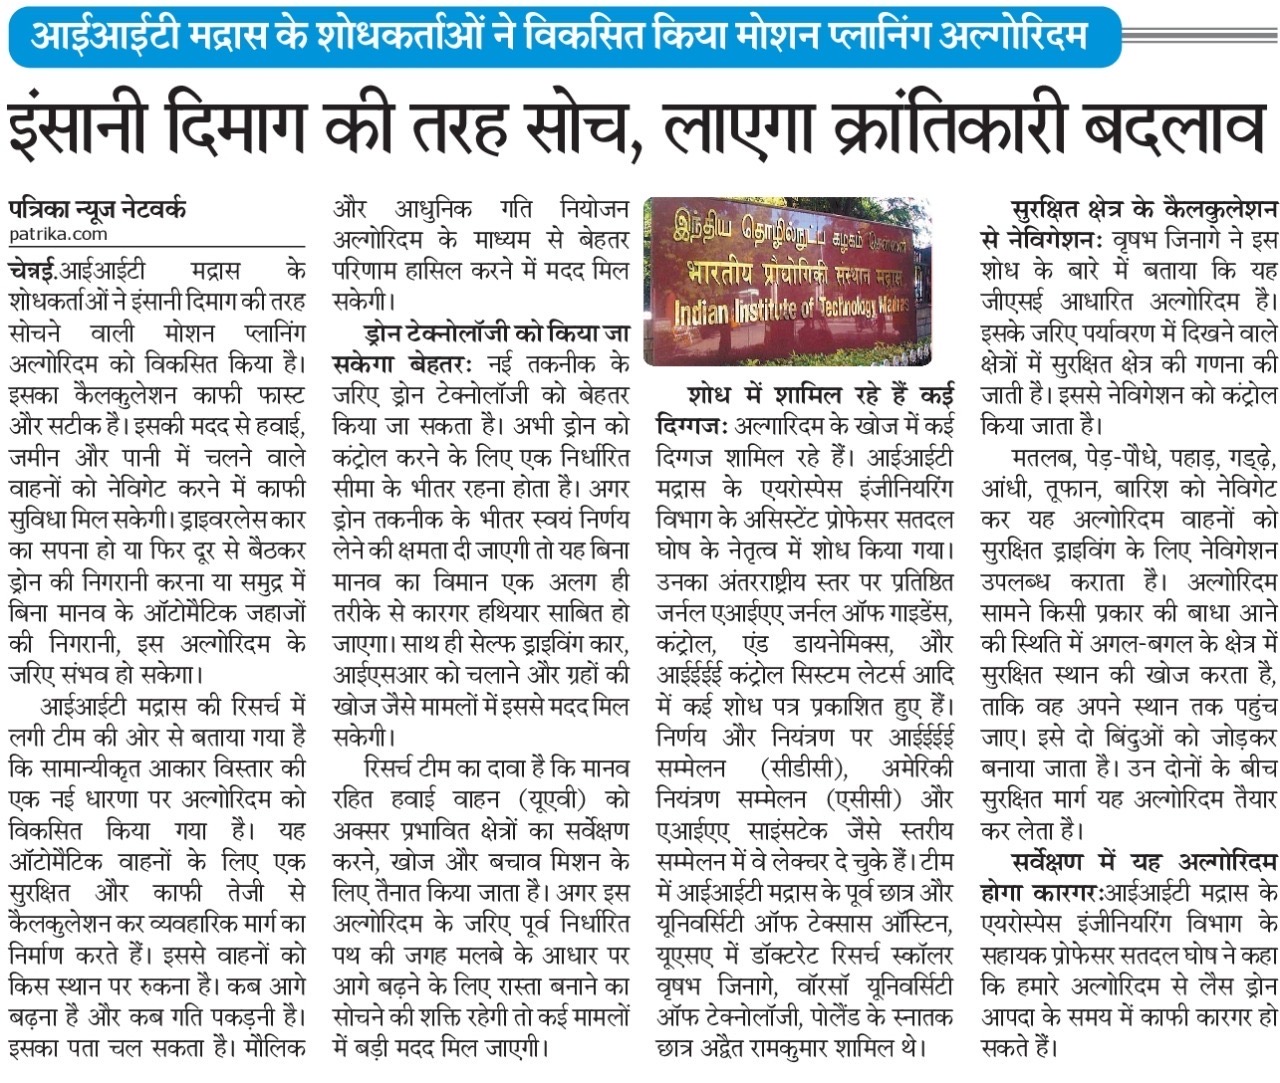 आईआईटी मद्रास के शोधकर्ताओं ने विकसित किया मोशन प्लानिंग अल्गोरिदम
इंसानी दिमाग की तरह सोच, लाएगा क्रांतिकारी बदलाव
पत्रिका न्यूज नेटवर्क
patrika.com
चेन्नई.आईआईटी मद्रास के
शोधकर्ताओं ने इंसानी दिमाग की तरह
सोचने वाली मोशन प्लानिंग
अल्गोरिदम को विकसित किया है।
इसका कैलकुलेशन काफी फास्ट
और सटीक है। इसकी मदद से हवाई,
जमीन और पानी में चलने वाले
वाहनों को नेविगेट करने में काफी
सुविधा मिल सकेगी। ड्राइवरलेस कार
का सपना हो या फिर दूर से बैठकर
ड्रोन की निगरानी करना या समुद्र में
बिना मानव के ऑटोमैटिक जहाजों
की निगरानी, इस अल्गोरिदम के
जरिए संभव हो सकेगा।
आईआईटी मद्रास की रिसर्च में
लगी टीम की ओर से बताया गया है
कि सामान्यीकृत आकार विस्तार की
एक नई धारणा पर अल्गोरिदम को
विकसित किया गया है। यह
ऑटोमैटिक वाहनों के लिए एक
सुरक्षित और काफी तेजी से
कैलकुलेशन कर व्यवहारिक मार्ग का
निर्माण करते हैं। इससे वाहनों को
किस स्थान पर रुकना है। कब आगे
बढ़ना है और कब गति पकड़नी है।
इसका पता चल सकता है। मौलिक
और आधुनिक गति नियोजन
अल्गोरिदम के माध्यम से बेहतर
परिणाम हासिल करने में मदद मिल
सकेगी।
ड्रोन टेक्नोलॉजी को किया जा
सकेगा बेहतर: नई तकनीक के
जरिए ड्रोन टेक्नोलॉजी को बेहतर
किया जा सकता है। अभी ड्रोन को
कंट्रोल करने के लिए एक निर्धारित
सीमा के भीतर रहना होता है। अगर
ड्रोन तकनीक के भीतर स्वयं निर्णय
लेने की क्षमता दी जाएगी तो यह बिना
मानव का विमान एक अलग ही
तरीके से कारगर हथियार साबित हो
जाएगा। साथ ही सेल्फ ड्राइविंग कार,
आईएसआर को चलाने और ग्रहों की
खोज जैसे मामलों में इससे मदद मिल
सकेगी।
रिसर्च टीम का दावा है कि मानव
रहित हवाई वाहन (यूएवी) को
अक्सर प्रभावित क्षेत्रों का सर्वेक्षण
करने, खोज और बचाव मिशन के
लिए तैनात किया जाता है। अगर इस
अल्गोरिदम के जरिए पूर्व निर्धारित
पथ की जगह मलबे के आधार पर
आगे बढ़ने के लिए रास्ता बनाने का
सोचने की शक्ति रहेगी तो कई मामलों
में बड़ी मदद मिल जाएगी।
இந்திய தொழில்நுட்ப கழகம் சென்னை
भारतीय प्रौद्योगिकी संस्थान मद्रास
Indian Institute of Technology Madras
शोध में शामिल रहे हैं कई
दिग्गज: अल्गारिदम के खोज में कई
दिग्गज शामिल रहे हैं। आईआईटी
मद्रास के एयरोस्पेस इंजीनियरिंग
विभाग के असिस्टेंट प्रोफेसर सतदल
घोष के नेतृत्व में शोध किया गया।
उनका अंतरराष्ट्रीय स्तर पर प्रतिष्ठित
जर्नल एआईएए जर्नल ऑफ गाइडेंस,
कंट्रोल, एंड डायनेमिक्स, और
आईईईई कंट्रोल सिस्टम लेटर्स आदि
में कई शोध पत्र प्रकाशित हुए हैं।
निर्णय और नियंत्रण पर आईईईई
सम्मेलन (सीडीसी), अमेरिकी
नियंत्रण सम्मेलन (एसीसी) और
एआईएए साइंसटेक जैसे स्तरीय
सम्मेलन में वे लेक्चर दे चुके हैं। टीम
में आईआईटी मद्रास के पूर्व छात्र और
यूनिवर्सिटी ऑफ टेक्सास ऑस्टिन,
यूएसए में डॉक्टरेट रिसर्च स्कॉलर
वृषभ जिनागे, वॉरसॉ यूनिवर्सिटी
ऑफ टेक्नोलॉजी, पोलैंड के स्नातक
छात्र अद्वैत रामकुमार शामिल थे।
सुरक्षित क्षेत्र के कैलकुलेशन
से नेविगेशन: वृषभ जिनागे ने इस
शोध के बारे में बताया कि यह
जीएसई आधारित अल्गोरिदम है।
इसके जरिए पर्यावरण में दिखने वाले
क्षेत्रों में सुरक्षित क्षेत्र की गणना की
जाती है। इससे नेविगेशन को कंट्रोल
किया जाता है।
मतलब, पेड़-पौधे, पहाड़, गड्ढ़े,
आंधी, तूफान, बारिश को नेविगेट
कर यह अल्गोरिदम वाहनों को
सुरक्षित ड्राइविंग के लिए नेविगेशन
उपलब्ध कराता है। अल्गोरिदम
सामने किसी प्रकार की बाधा आने
की स्थिति में अगल-बगल के क्षेत्र में
सुरक्षित स्थान की खोज करता है,
ताकि वह अपने स्थान तक पहुंच
जाए। इसे दो बिंदुओं को जोड़कर
बनाया जाता है। उन दोनों के बीच
सुरक्षित मार्ग यह अल्गोरिदम तैयार
कर लेता है।
सर्वेक्षण में यह अल्गोरिदम
होगा कारगर:आईआईटी मद्रास के
एयरोस्पेस इंजीनियरिंग विभाग के
सहायक प्रोफेसर सतदल घोष ने कहा
कि हमारे अल्गोरिदम से लैस ड्रोन
आपदा के समय में काफी कारगर हो
सकते हैं।